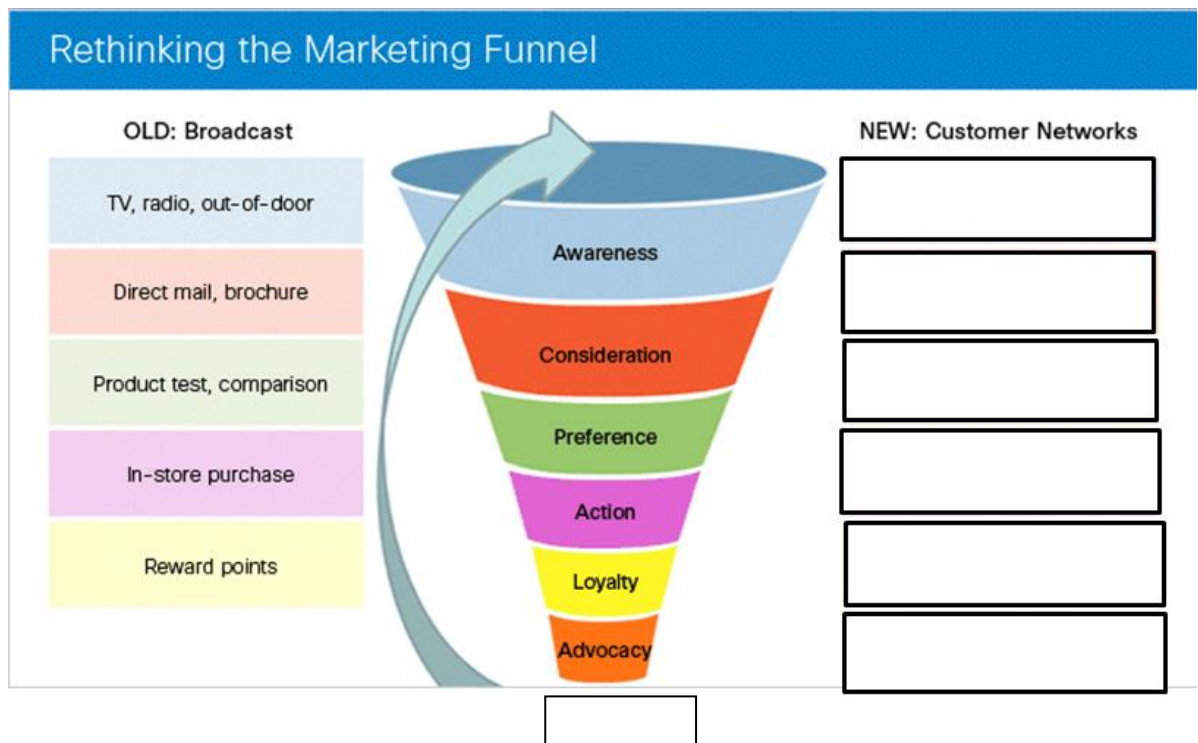 Rethinking the Marketing Funnel
OLD: Broadcast
TV, radio, out-of-door
Direct mail, brochure
Product test, comparison
In-store purchase
Reward points
Awareness
Consideration
Preference
Action
Loyalty
Advocacy
NEW: Customer Networks